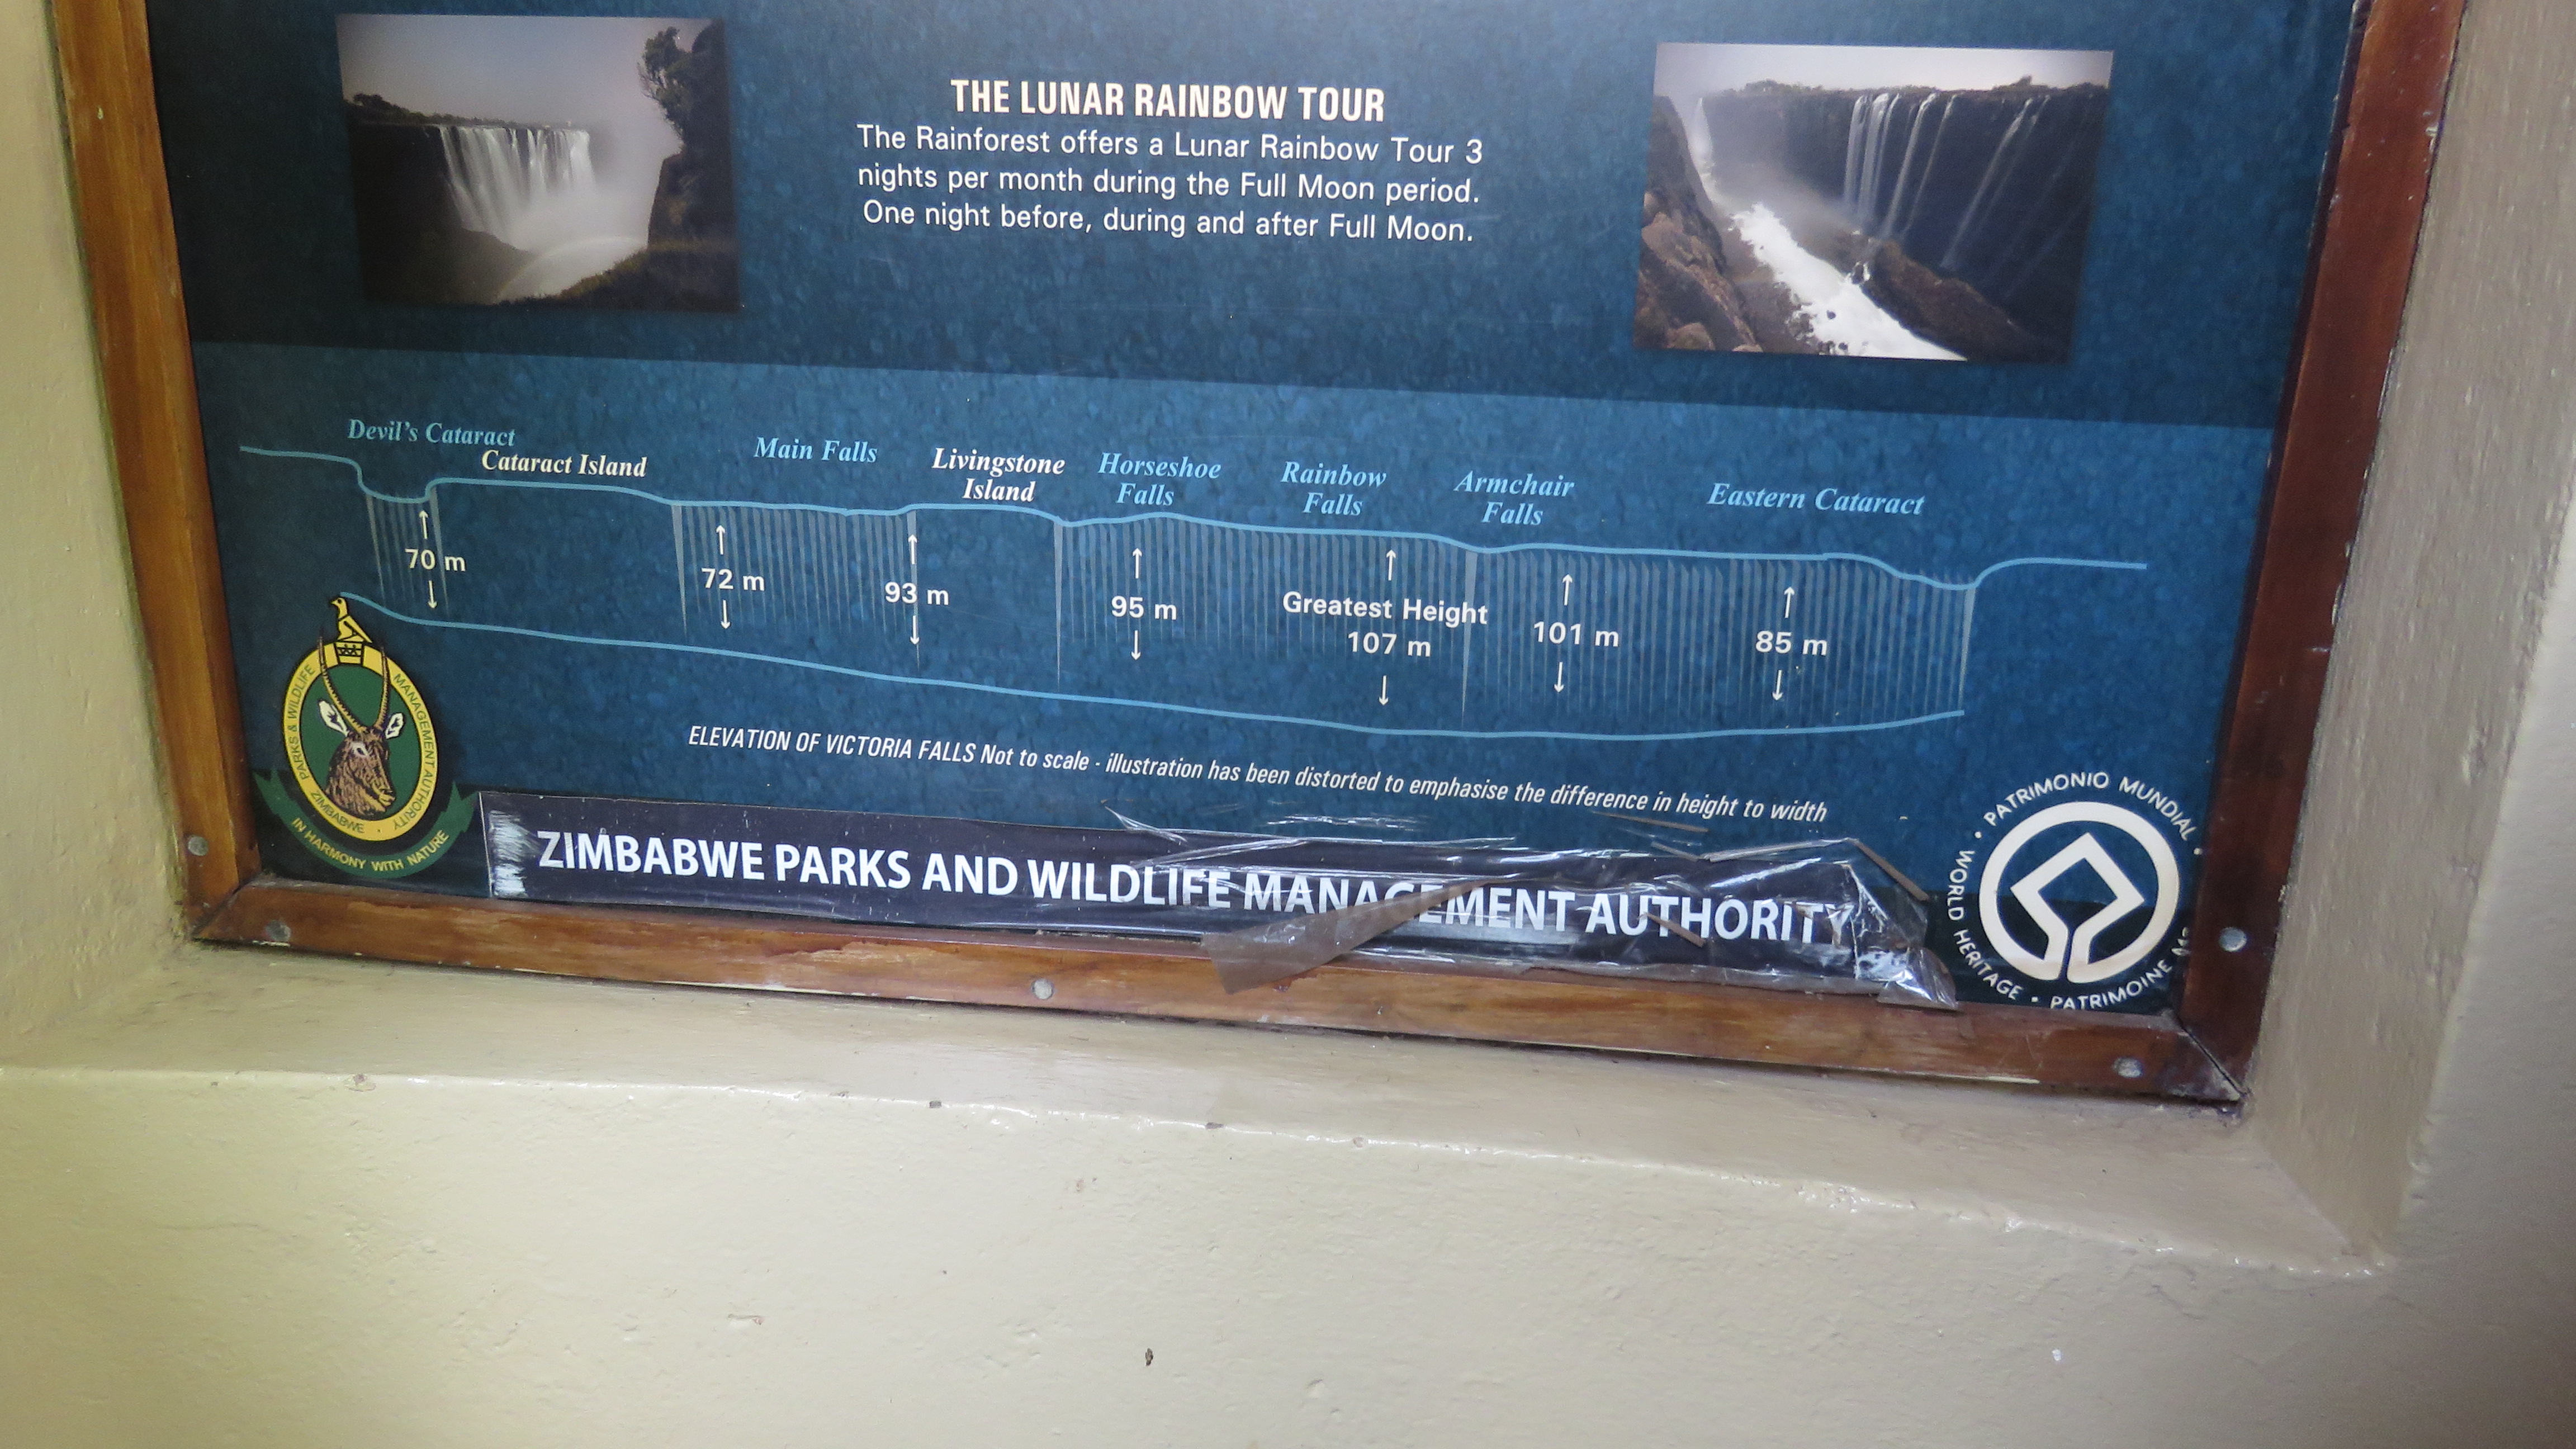 THE LUNAR RAINBOW TOUR
The Rainforest offers a Lunar Rainbow Tour 3
nights per month during the Full Moon period.
One night before, during and after Full Moon.
Devil's Cataract
Cataract Island
Main Falls
Livingstone
Island
Horseshoe
Falls
Rainbow
Falls
Armchair
Falls
Eastern Cataract
70 m
72 m
93 m
95 m
Greatest Height
107 m
101 m
85 m
ELEVATION OF VICTORIA FALLS Not to scale - illustration has been distorted to emphasise the difference in height to width
PARKS & WILDLIFE MANAGEMENT AUTHORITY
ZIMBABWE
IN HARMONY WITH NATURE
ZIMBABWE PARKS AND WILDLIFE MANAGEMENT AUTHORITY
PATRIMONIO MUNDIAL •
WORLD HERITAGE • PATRIMOINE